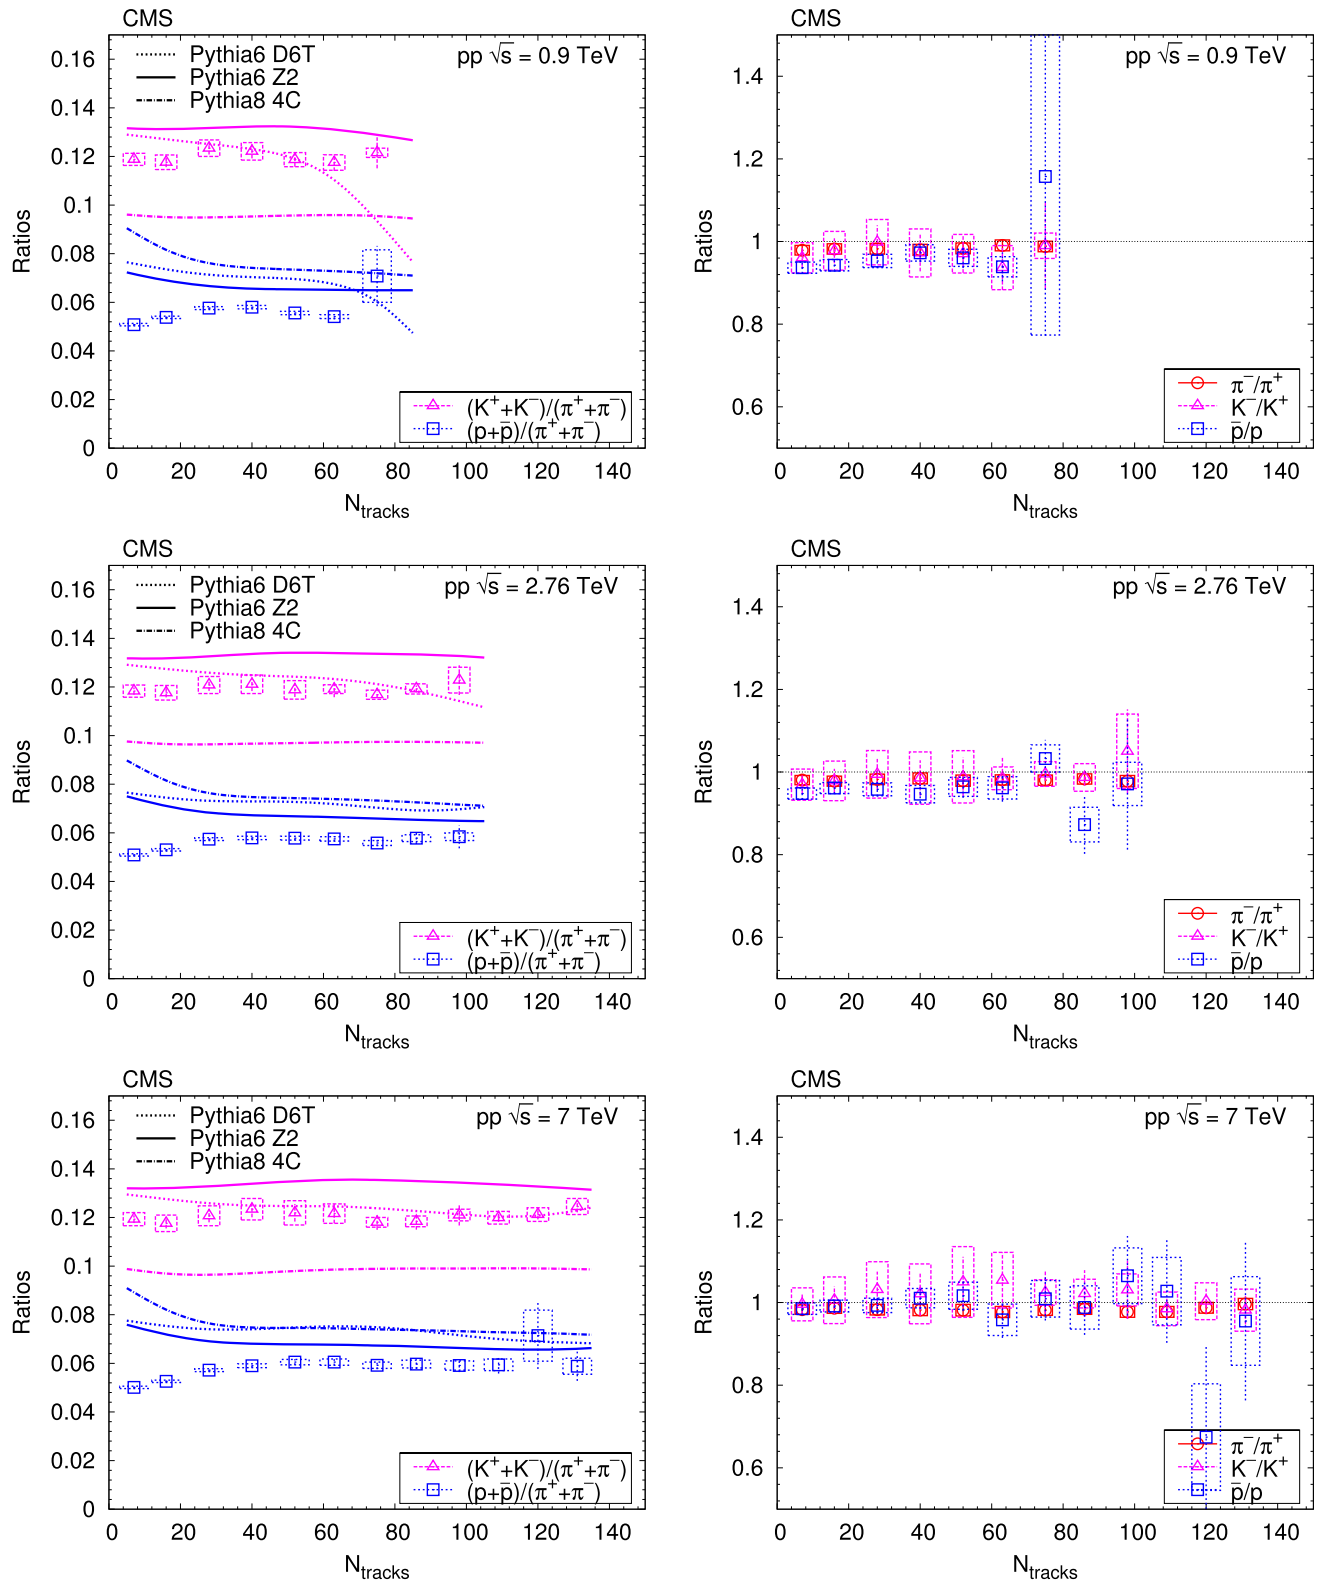 CMS
Pythia6 D6T
Pythia6 Z2
Pythia8 4C
pp √s = 0.9 TeV
0.16
0.14
0.12
0.1
0.08
0.06
0.04
0.02
0
Ratios
(K⁺+K⁻)/(π⁺+π⁻)
(p+p̄)/(π⁺+π⁻)
0 20 40 60 80 100 120 140
N_tracks
CMS
pp √s = 0.9 TeV
1.4
1.2
1
0.8
0.6
Ratios
π⁻/π⁺
K⁻/K⁺
p̄/p
0 20 40 60 80 100 120 140
N_tracks
CMS
Pythia6 D6T
Pythia6 Z2
Pythia8 4C
pp √s = 2.76 TeV
0.16
0.14
0.12
0.1
0.08
0.06
0.04
0.02
0
Ratios
(K⁺+K⁻)/(π⁺+π⁻)
(p+p̄)/(π⁺+π⁻)
0 20 40 60 80 100 120 140
N_tracks
CMS
pp √s = 2.76 TeV
1.4
1.2
1
0.8
0.6
Ratios
π⁻/π⁺
K⁻/K⁺
p̄/p
0 20 40 60 80 100 120 140
N_tracks
CMS
Pythia6 D6T
Pythia6 Z2
Pythia8 4C
pp √s = 7 TeV
0.16
0.14
0.12
0.1
0.08
0.06
0.04
0.02
0
Ratios
(K⁺+K⁻)/(π⁺+π⁻)
(p+p̄)/(π⁺+π⁻)
0 20 40 60 80 100 120 140
N_tracks
CMS
pp √s = 7 TeV
1.4
1.2
1
0.8
0.6
Ratios
π⁻/π⁺
K⁻/K⁺
p̄/p
0 20 40 60 80 100 120 140
N_tracks